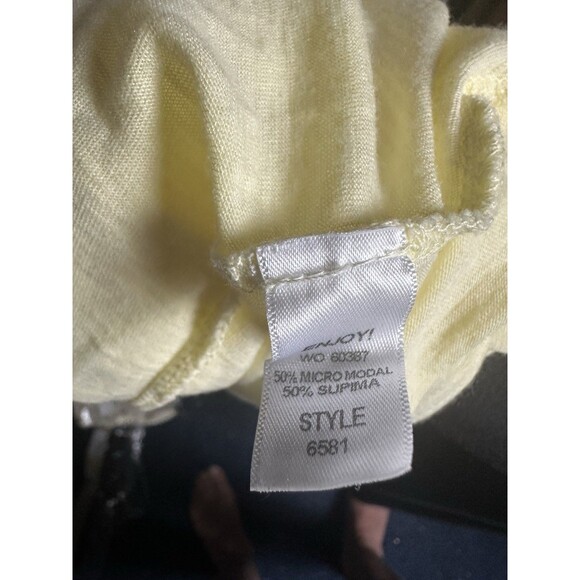 ENJOY!
WO 60387
50% MICRO MODAL
50% SUPIMA
STYLE
6581